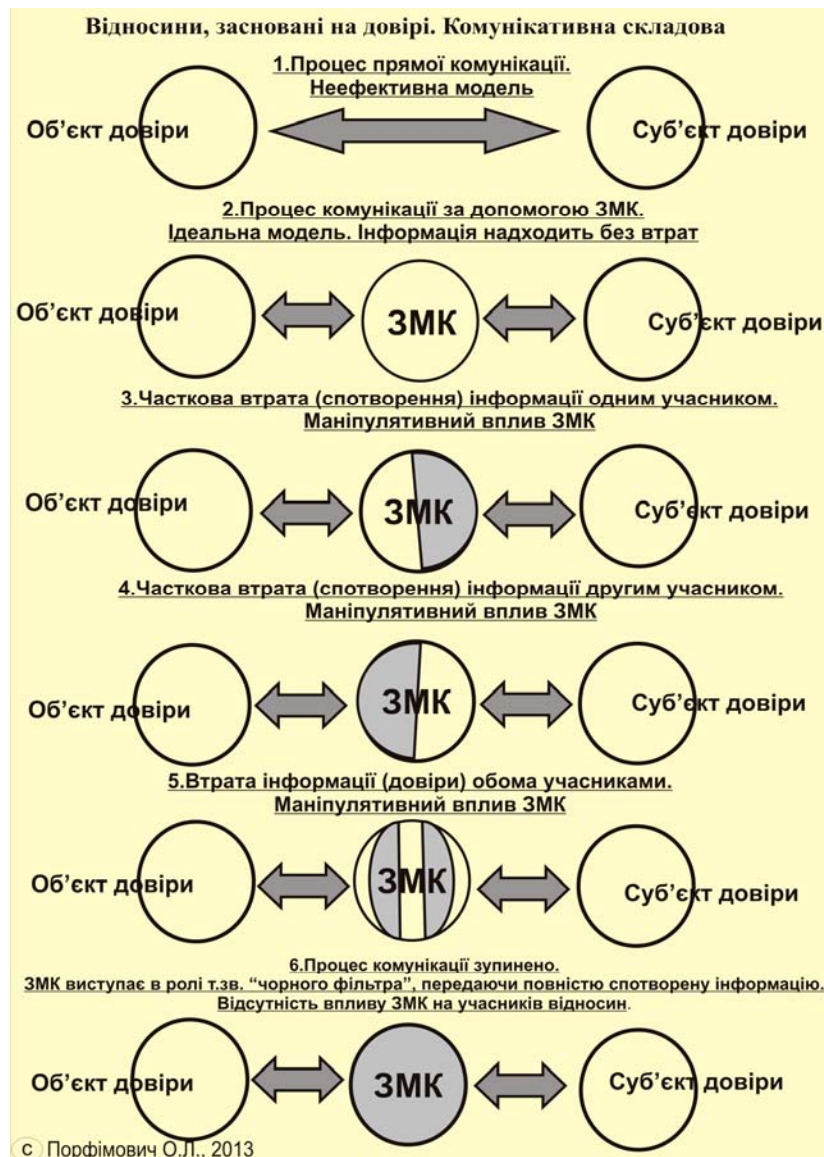 Відносини, засновані на довірі. Комунікативна складова
1.Процес прямої комунікації.
Неефективна модель
Об’єкт довіри
Суб’єкт довіри
2.Процес комунікації за допомогою ЗМК.
Ідеальна модель. Інформація надходить без втрат
Об’єкт довіри
ЗМК
Суб’єкт довіри
3.Часткова втрата (спотворення) інформації одним учасником.
Маніпулятивний вплив ЗМК
Об’єкт довіри
ЗМК
Суб’єкт довіри
4.Часткова втрата (спотворення) інформації другим учасником.
Маніпулятивний вплив ЗМК
Об’єкт довіри
ЗМК
Суб’єкт довіри
5.Втрата інформації (довіри) обома учасниками.
Маніпулятивний вплив ЗМК
Об’єкт довіри
ЗМК
Суб’єкт довіри
6.Процес комунікації зупинено.
ЗМК виступає в ролі т.зв. “чорного фільтра”, передаючи повністю спотворену інформацію.
Відсутність впливу ЗМК на учасників відносин.
Об’єкт довіри
ЗМК
Суб’єкт довіри
© Порфімович О.Л., 2013